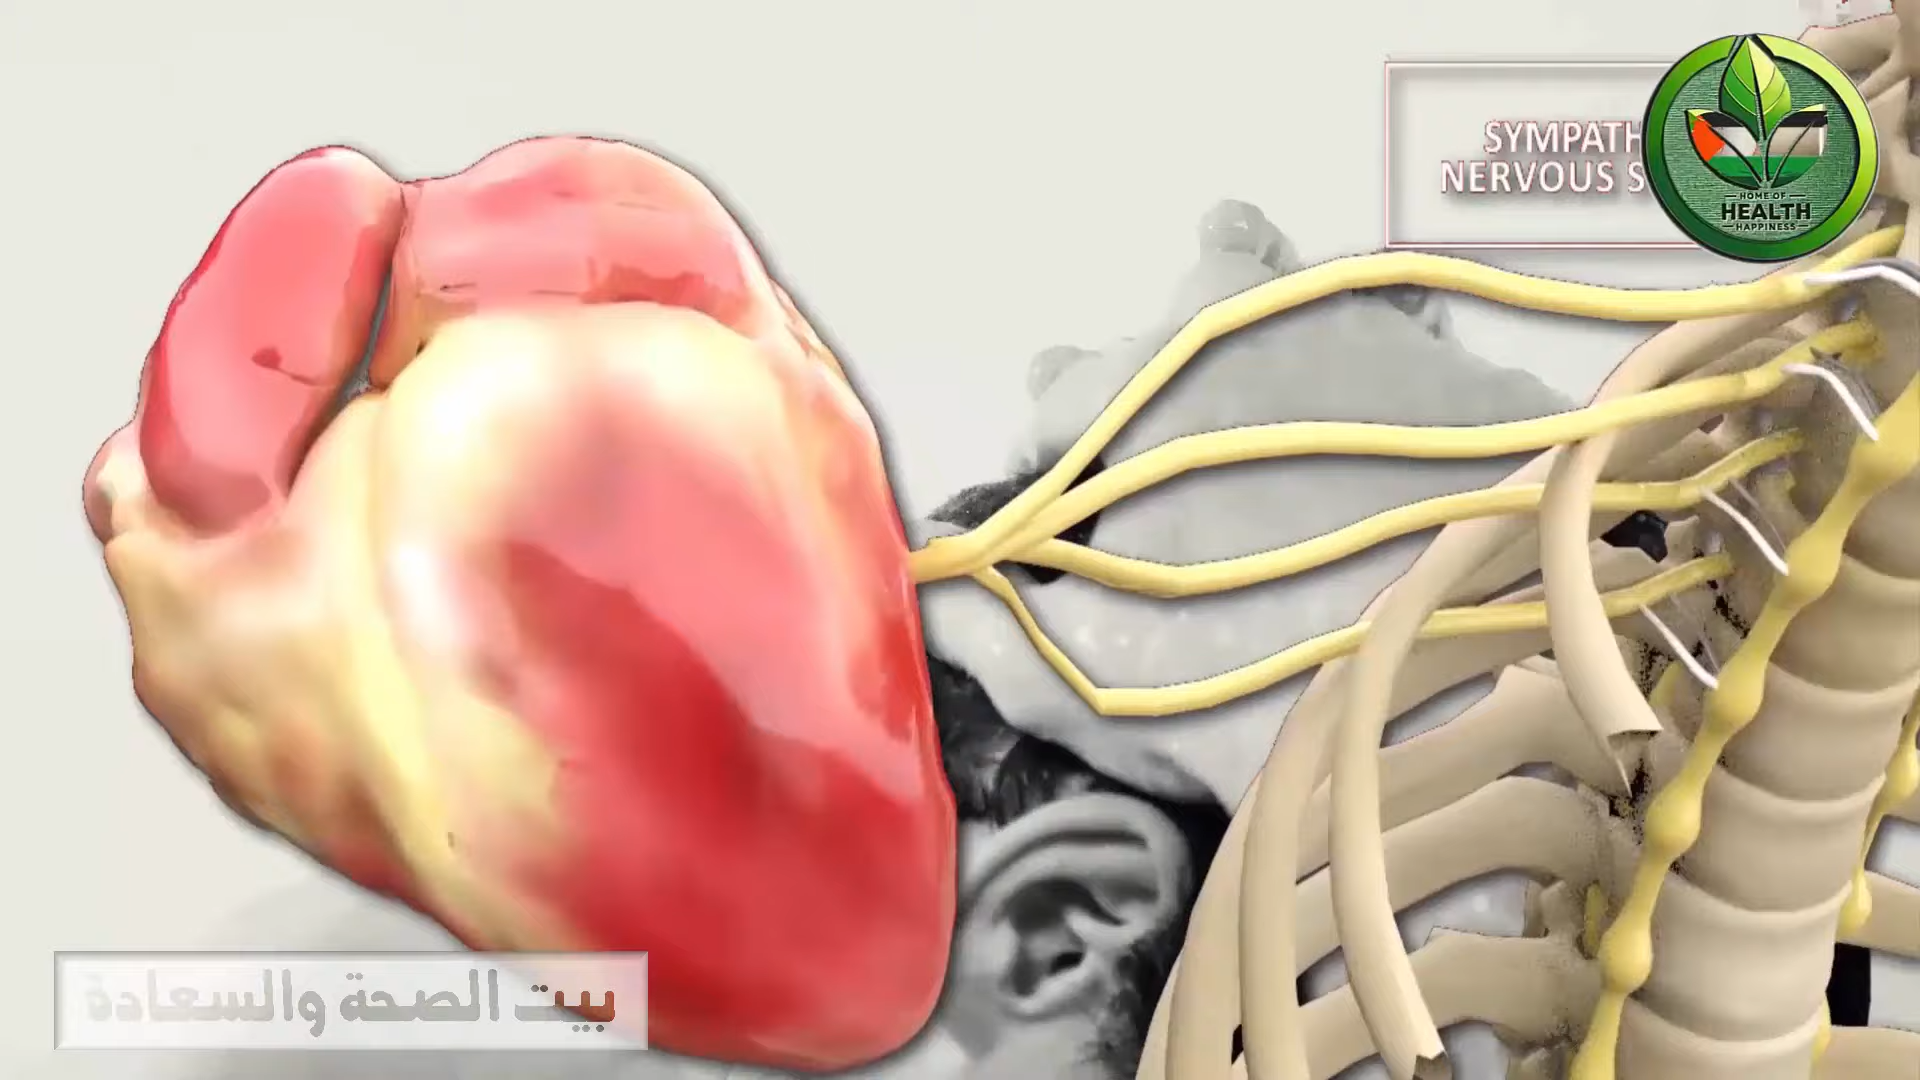 SYMPATH
NERVOUS S
HOME OF
HEALTH
HAPPINESS
بيت الصحة والسعادة